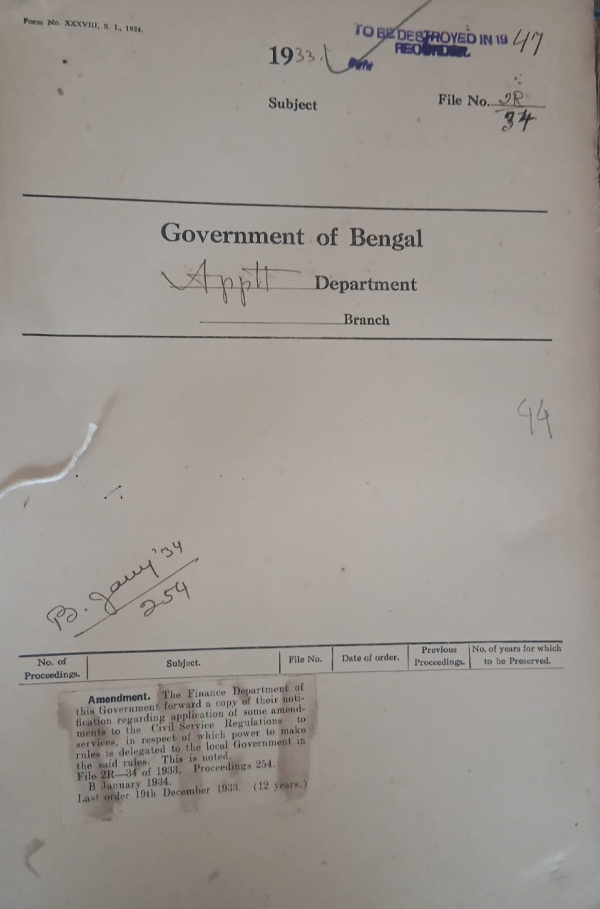 Form No. XXXVIII, S. I., 1924.
TO BE DESTROYED IN 19 47
RECORDER.
1933.
Subject
File No. 2R
34
Government of Bengal
Apptt Department
Branch
44
B. Jany '34
254
No. of Proceedings.
Subject.
File No.
Date of order.
Previous Proceedings.
No. of years for which to be Preserved.
Amendment. The Finance Department of
this Government forward a copy of their noti-
fication regarding application of some amend-
ments to the Civil Service Regulations to
services, in respect of which power to make
rules is delegated to the local Government in
the said rules. This is noted.
File 2R—34 of 1933. Proceedings 254.
B January 1934.
Last order 19th December 1933. (12 years.)